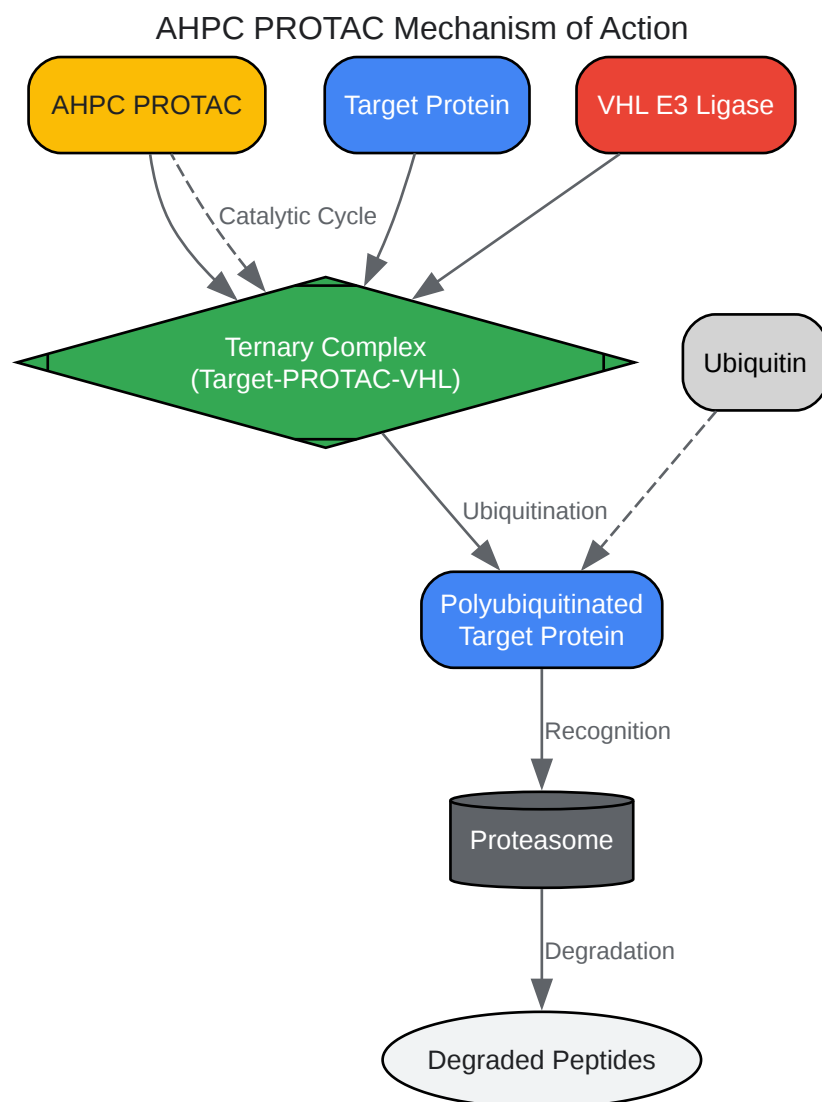 AHPC PROTAC Mechanism of Action
AHPC PROTAC
Target Protein
VHL E3 Ligase
Catalytic Cycle
Ternary Complex
(Target-PROTAC-VHL)
Ubiquitin
Ubiquitination
Polyubiquitinated
Target Protein
Recognition
Proteasome
Degradation
Degraded Peptides